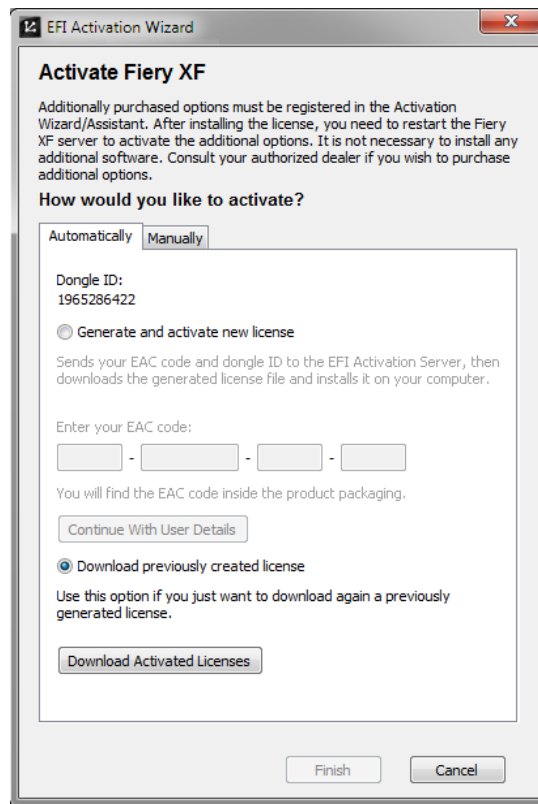 EFI Activation Wizard
Activate Fiery XF
Additionally purchased options must be registered in the Activation
Wizard/Assistant. After installing the license, you need to restart the Fiery
XF server to activate the additional options. It is not necessary to install any
additional software. Consult your authorized dealer if you wish to purchase
additional options.
How would you like to activate?
Automatically
Manually
Dongle ID:
1965286422
Generate and activate new license
Sends your EAC code and dongle ID to the EFI Activation Server, then
downloads the generated license file and installs it on your computer.
Enter your EAC code:
- - -
You will find the EAC code inside the product packaging.
Continue With User Details
Download previously created license
Use this option if you just want to download again a previously
generated license.
Download Activated Licenses
Finish
Cancel